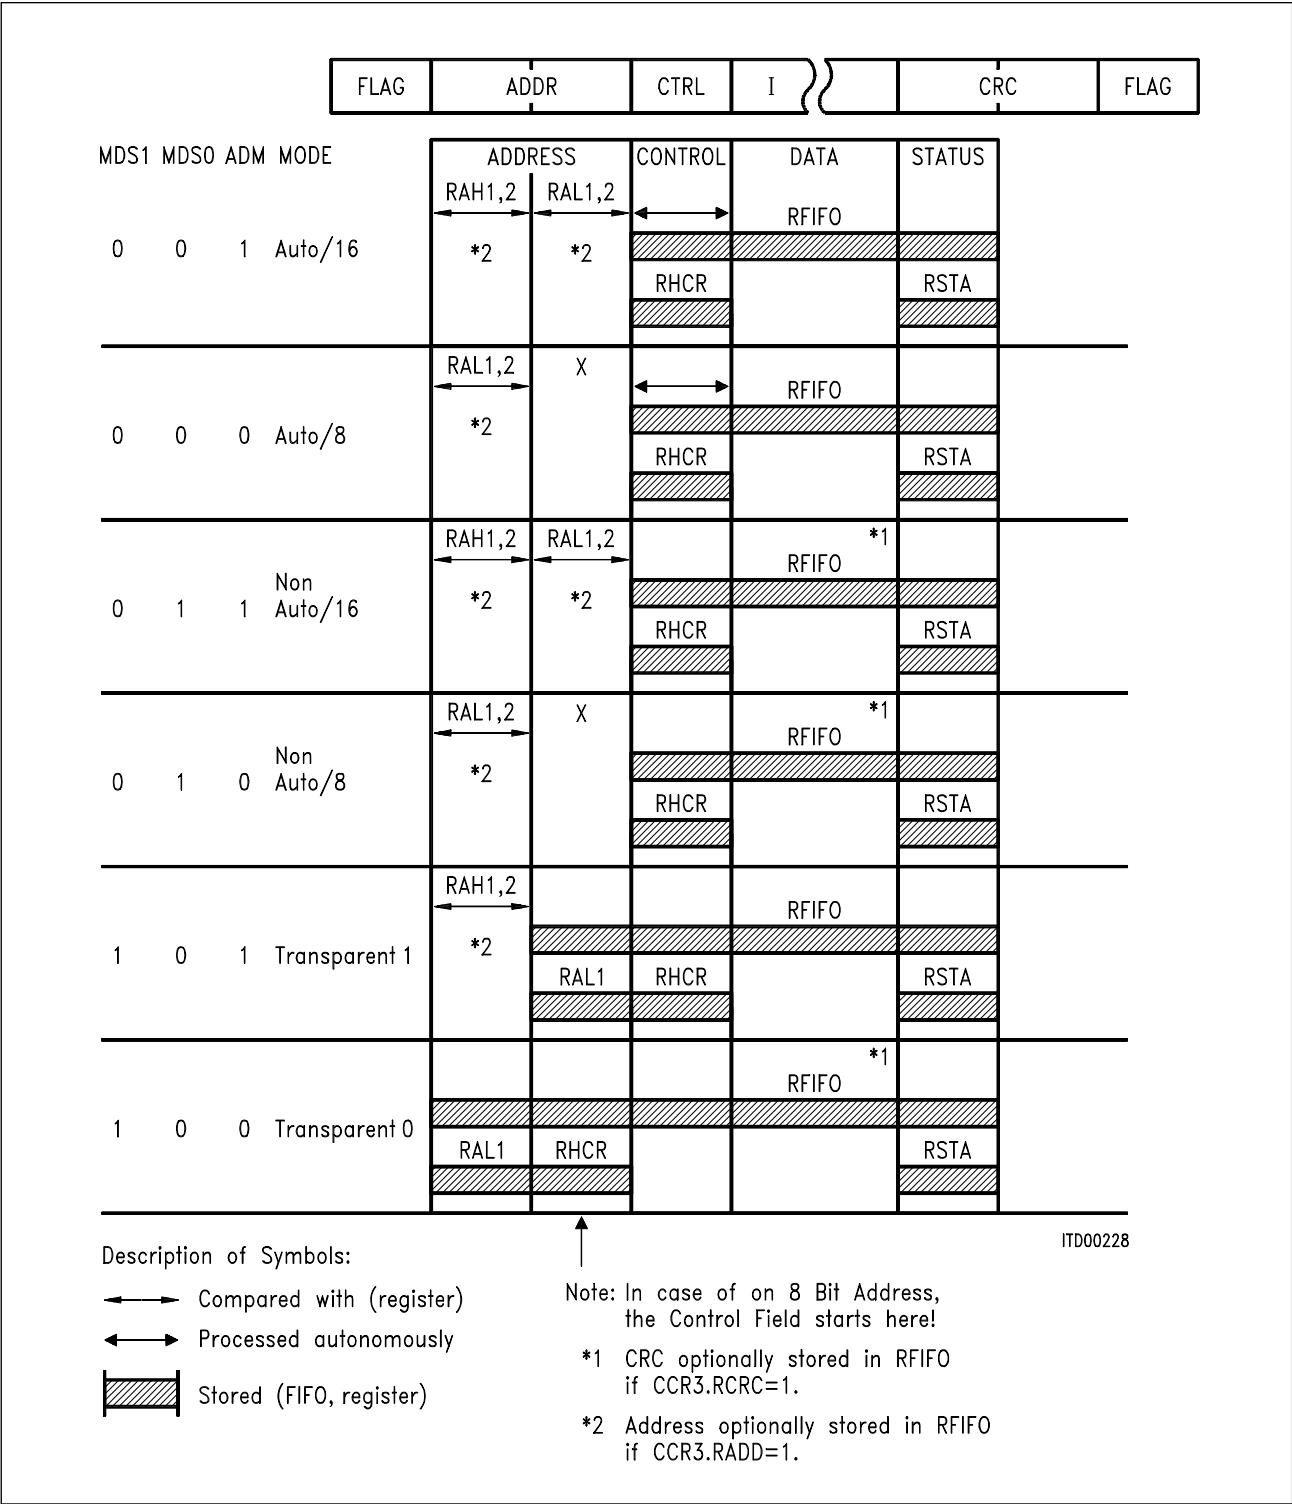 FLAG ADDR CTRL I CRC FLAG
MDS1 MDS0 ADM MODE ADDRESS CONTROL DATA STATUS
RAH1,2 RAL1,2
RFIFO
0 0 1 Auto/16 *2 *2
RHCR RSTA
RAL1,2 X
RFIFO
*2
0 0 0 Auto/8
RHCR RSTA
RAH1,2 RAL1,2 *1
RFIFO
Non
0 1 1 Auto/16 *2 *2
RHCR RSTA
RAL1,2 X *1
RFIFO
Non
0 1 0 Auto/8 *2
RHCR RSTA
RAH1,2
RFIFO
1 0 1 Transparent 1 *2
RAL1 RHCR RSTA
*1
RFIFO
1 0 0 Transparent 0
RAL1 RHCR RSTA
ITD00228
Description of Symbols:
Compared with (register)
Processed autonomously
Stored (FIFO, register)
Note: In case of on 8 Bit Address,
the Control Field starts here!
*1 CRC optionally stored in RFIFO
if CCR3.RCRC=1.
*2 Address optionally stored in RFIFO
if CCR3.RADD=1.